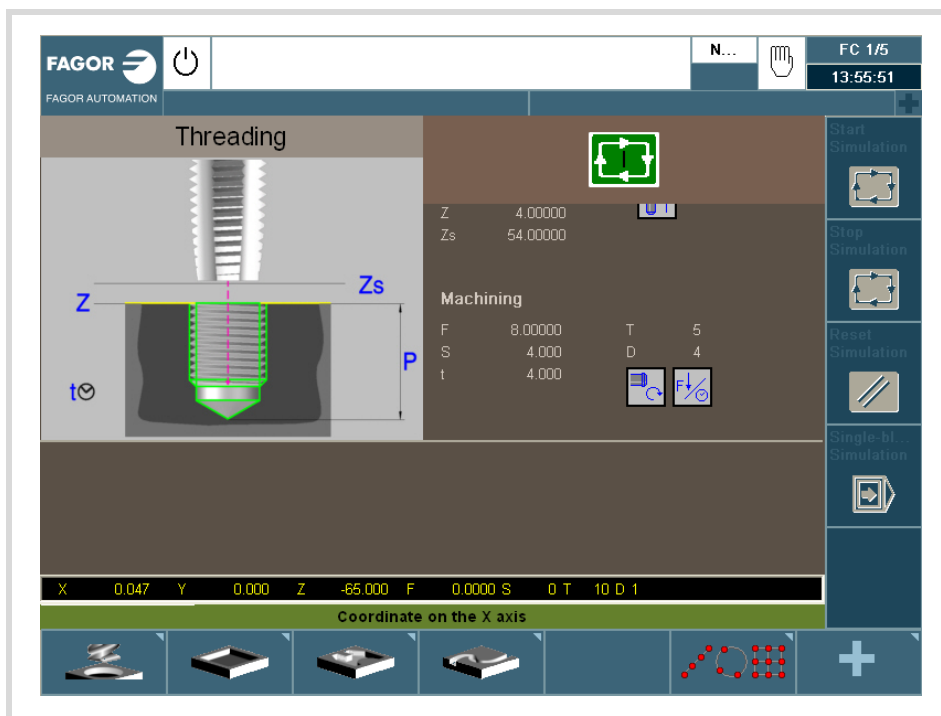 FAGOR
FAGOR AUTOMATION
N...
FC 1/5
13:55:51
Threading
Z 4.00000
Zs 54.00000
Machining
F 8.00000 T 5
S 4.000 D 4
t 4.000
F
Z
Zs
P
t
Start
Simulation
Stop
Simulation
Reset
Simulation
Single-bl...
Simulation
X 0.047 Y 0.000 Z -65.000 F 0.0000 S 0 T 10 D 1
Coordinate on the X axis